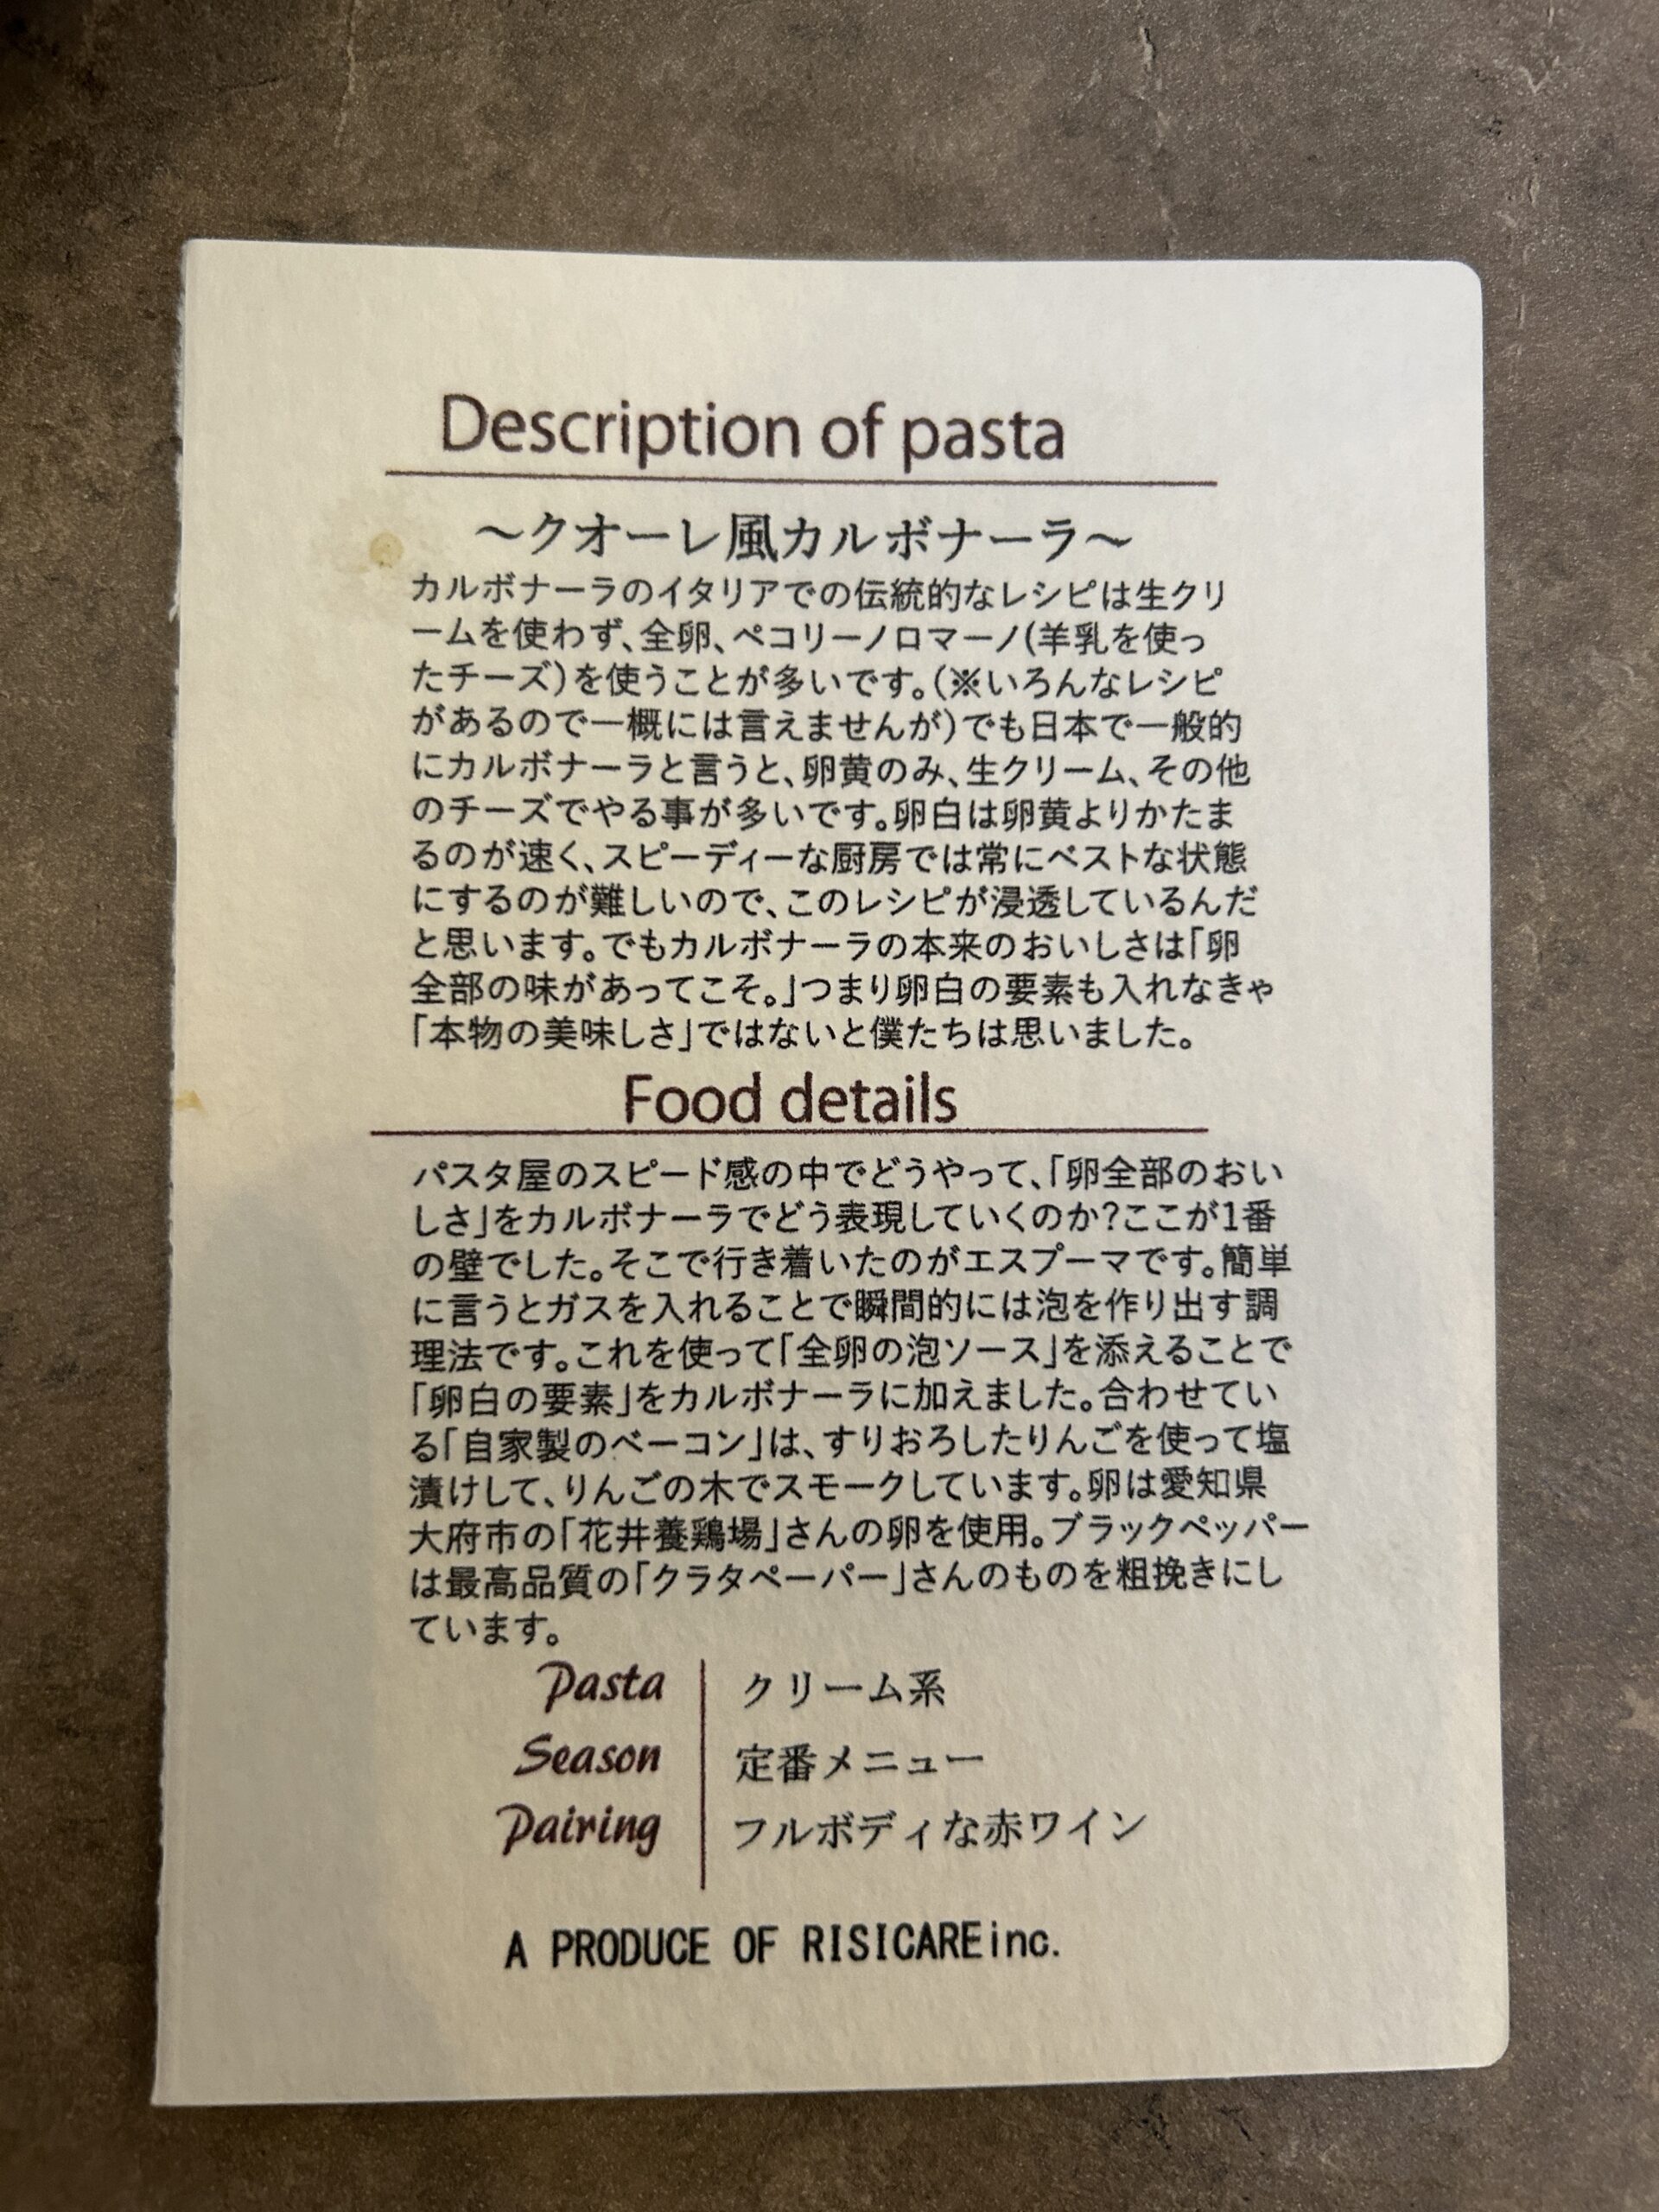 Description of pasta
～クオーレ風カルボナーラ～
カルボナーラのイタリアでの伝統的なレシピは生クリ
ームを使わず、全卵、ペコリーノロマーノ(羊乳を使っ
たチーズ)を使うことが多いです。(※いろんなレシピ
があるので一概には言えませんが)でも日本で一般的
にカルボナーラと言うと、卵黄のみ、生クリーム、その他
のチーズでやる事が多いです。卵白は卵黄よりかたま
るのが速く、スピーディーな厨房では常にベストな状態
にするのが難しいので、このレシピが浸透しているんだ
と思います。でもカルボナーラの本来のおいしさは「卵
全部の味があってこそ。」つまり卵白の要素も入れなきゃ
「本物の美味しさ」ではないと僕たちは思いました。
Food details
パスタ屋のスピード感の中でどうやって、「卵全部のおい
しさ」をカルボナーラでどう表現していくのか?ここが1番
の壁でした。そこで行き着いたのがエスプーマです。簡単
に言うとガスを入れることで瞬間的には泡を作り出す調
理法です。これを使って「全卵の泡ソース」を添えることで
「卵白の要素」をカルボナーラに加えました。合わせてい
る「自家製のベーコン」は、すりおろしたりんごを使って塩
漬けして、りんごの木でスモークしています。卵は愛知県
大府市の「花井養鶏場」さんの卵を使用。ブラックペッパー
は最高品質の「クラタペーパー」さんのものを粗挽きにし
ています。
Pasta クリーム系
Season 定番メニュー
Pairing フルボディな赤ワイン
A PRODUCE OF RISICAREinc.